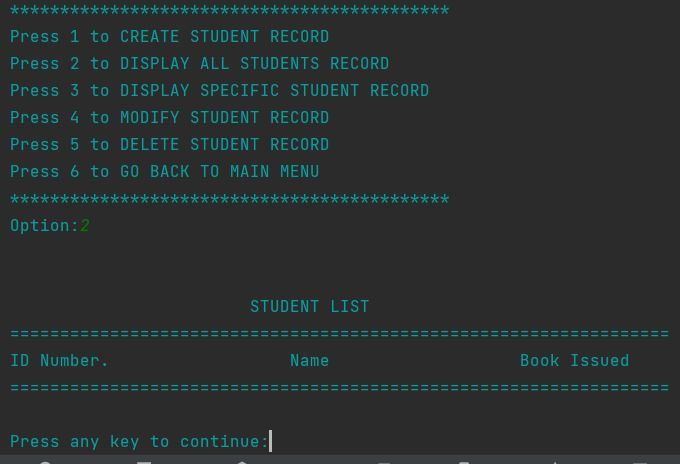 ********************************************
Press 1 to CREATE STUDENT RECORD
Press 2 to DISPLAY ALL STUDENTS RECORD
Press 3 to DISPLAY SPECIFIC STUDENT RECORD
Press 4 to MODIFY STUDENT RECORD
Press 5 to DELETE STUDENT RECORD
Press 6 to GO BACK TO MAIN MENU
********************************************
Option:2
STUDENT LIST
==================================================================
ID Number.                  Name                   Book Issued
==================================================================
Press any key to continue: